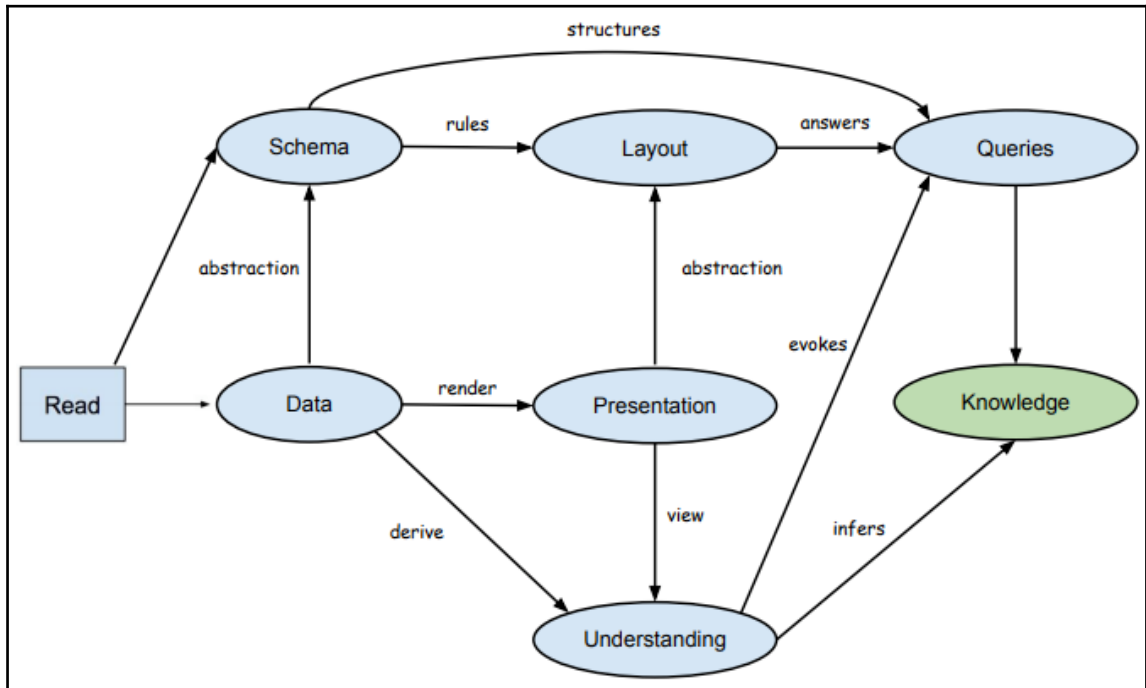 structures
Schema
rules
Layout
answers
Queries
abstraction
abstraction
evokes
Read
Data
render
Presentation
Knowledge
derive
view
infers
Understanding